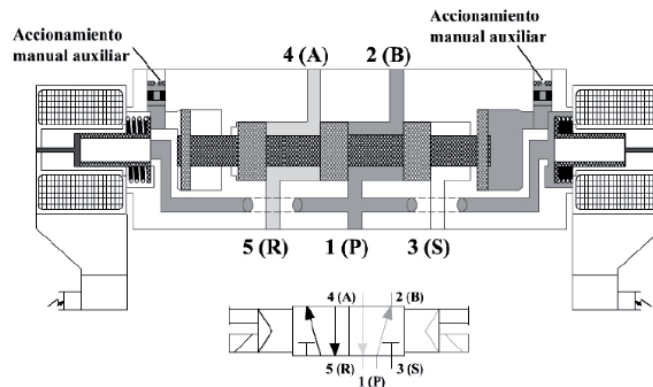 Accionamiento
manual auxiliar
Accionamiento
manual auxiliar
4 (A)
2 (B)
5 (R)
1 (P)
3 (S)
4 (A)
2 (B)
5 (R)
3 (S)
1 (P)